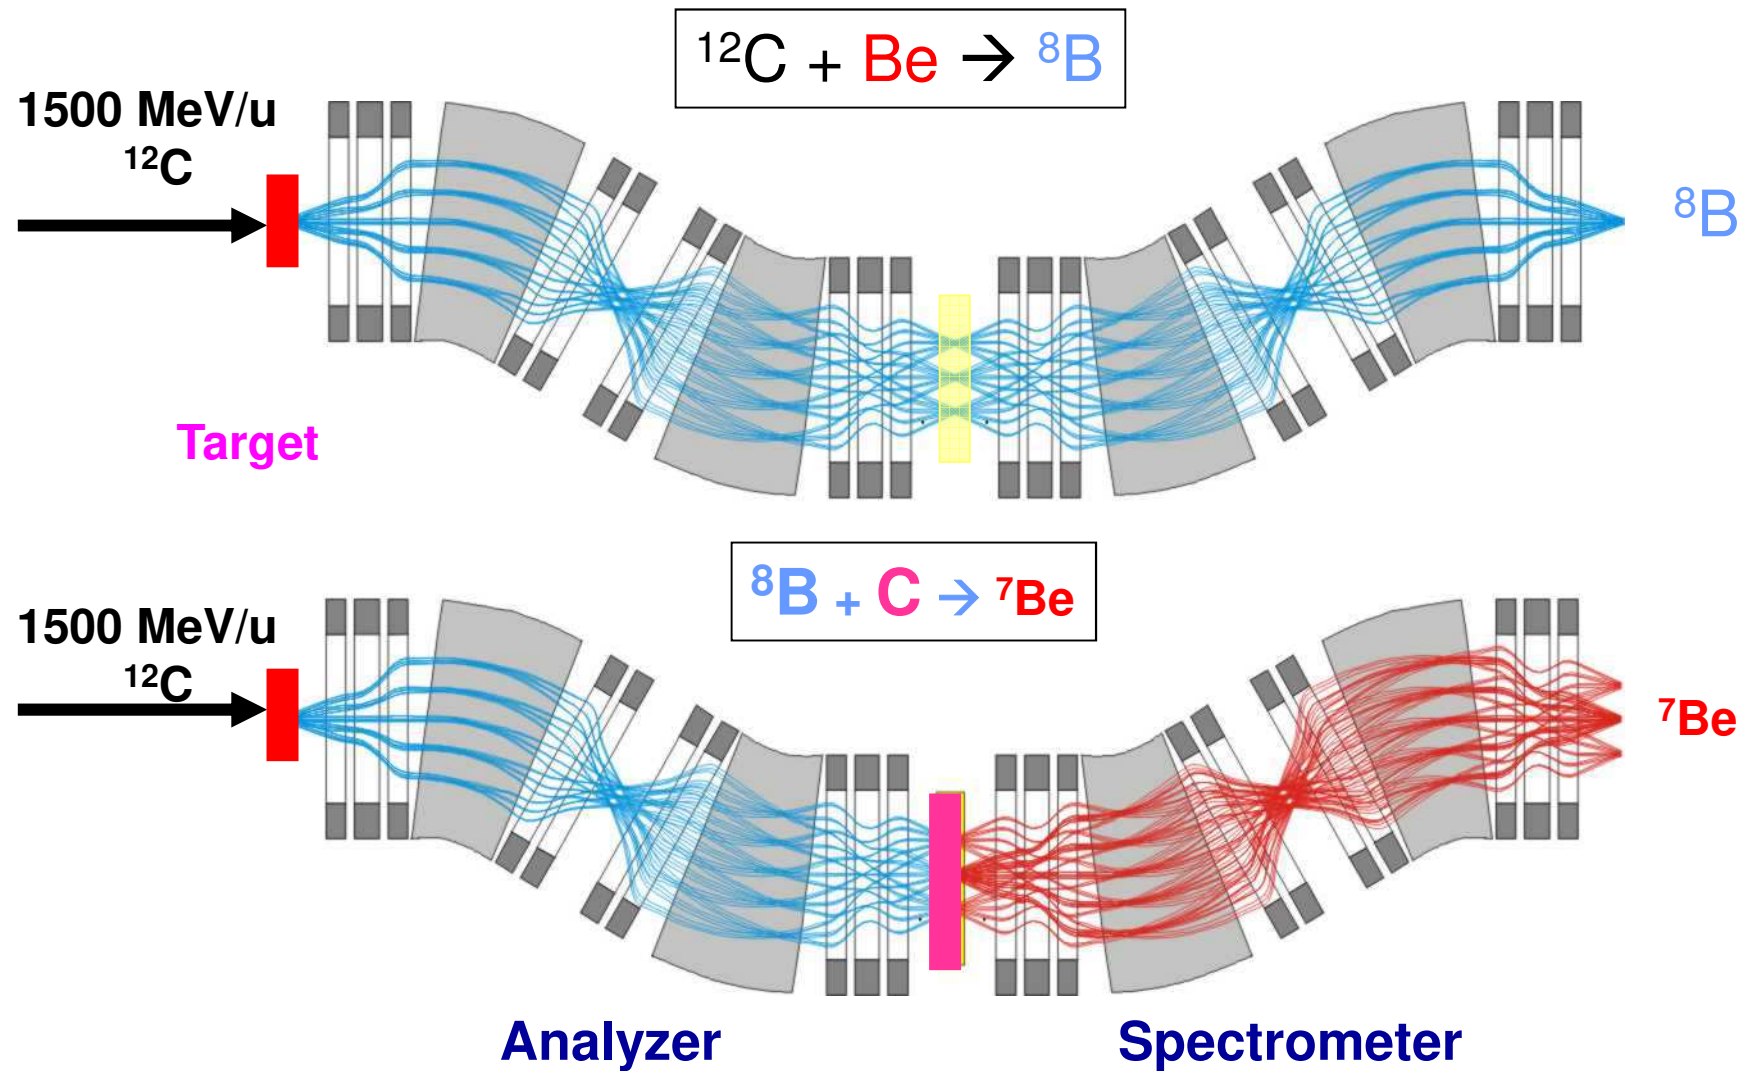 ¹²C + Be → ⁸B
1500 MeV/u
¹²C
⁸B
Target
⁸B + C → ⁷Be
1500 MeV/u
¹²C
⁷Be
Analyzer
Spectrometer